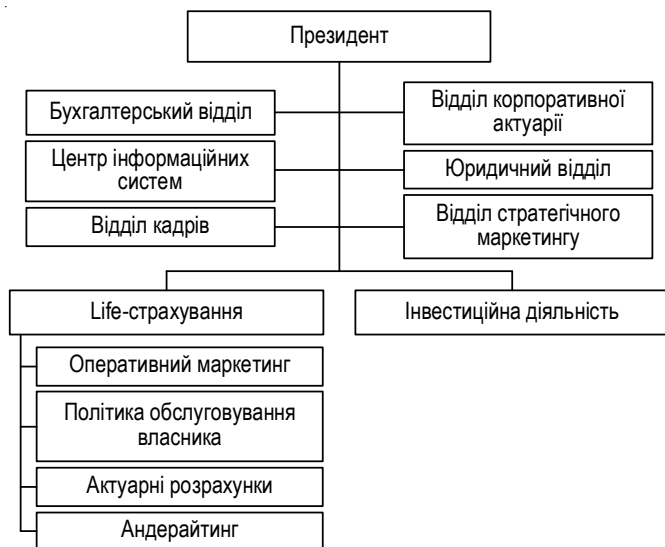 Президент
Бухгалтерський відділ
Відділ корпоративної
актуарії
Центр інформаційних
систем
Юридичний відділ
Відділ кадрів
Відділ стратегічного
маркетингу
Life-страхування
Інвестиційна діяльність
Оперативний маркетинг
Політика обслуговування
власника
Актуарні розрахунки
Андерайтинг